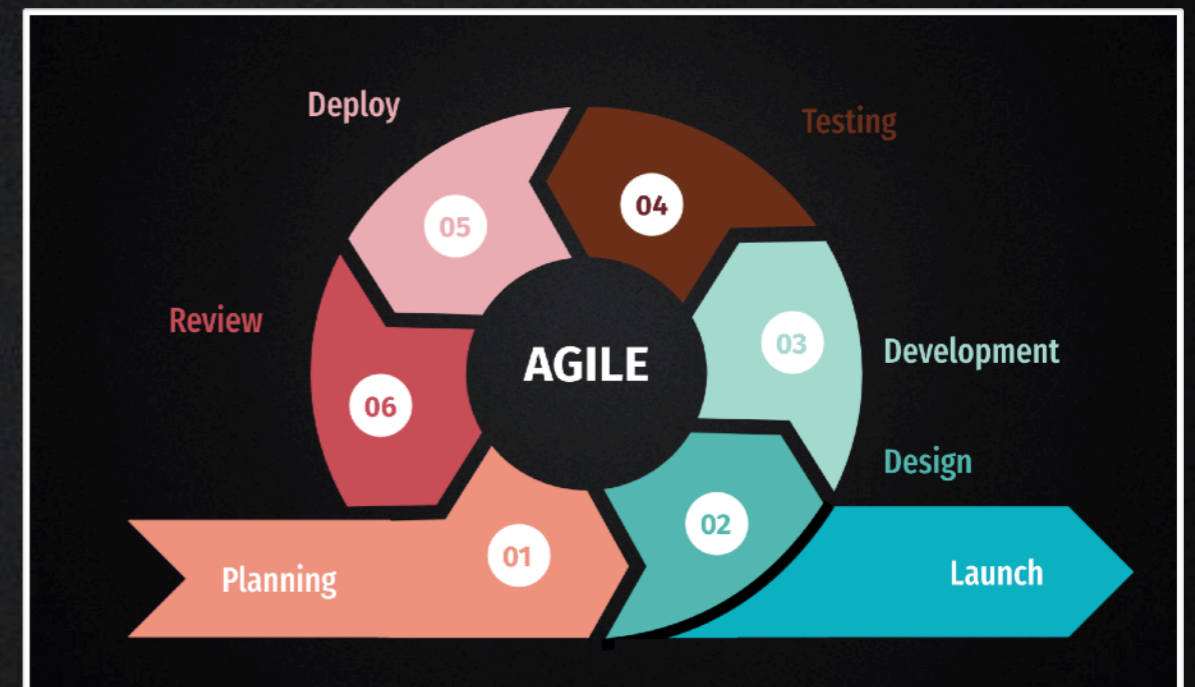 Deploy
Testing
04
05
03
Review
AGILE
Development
06
Design
02
01
Planning
Launch